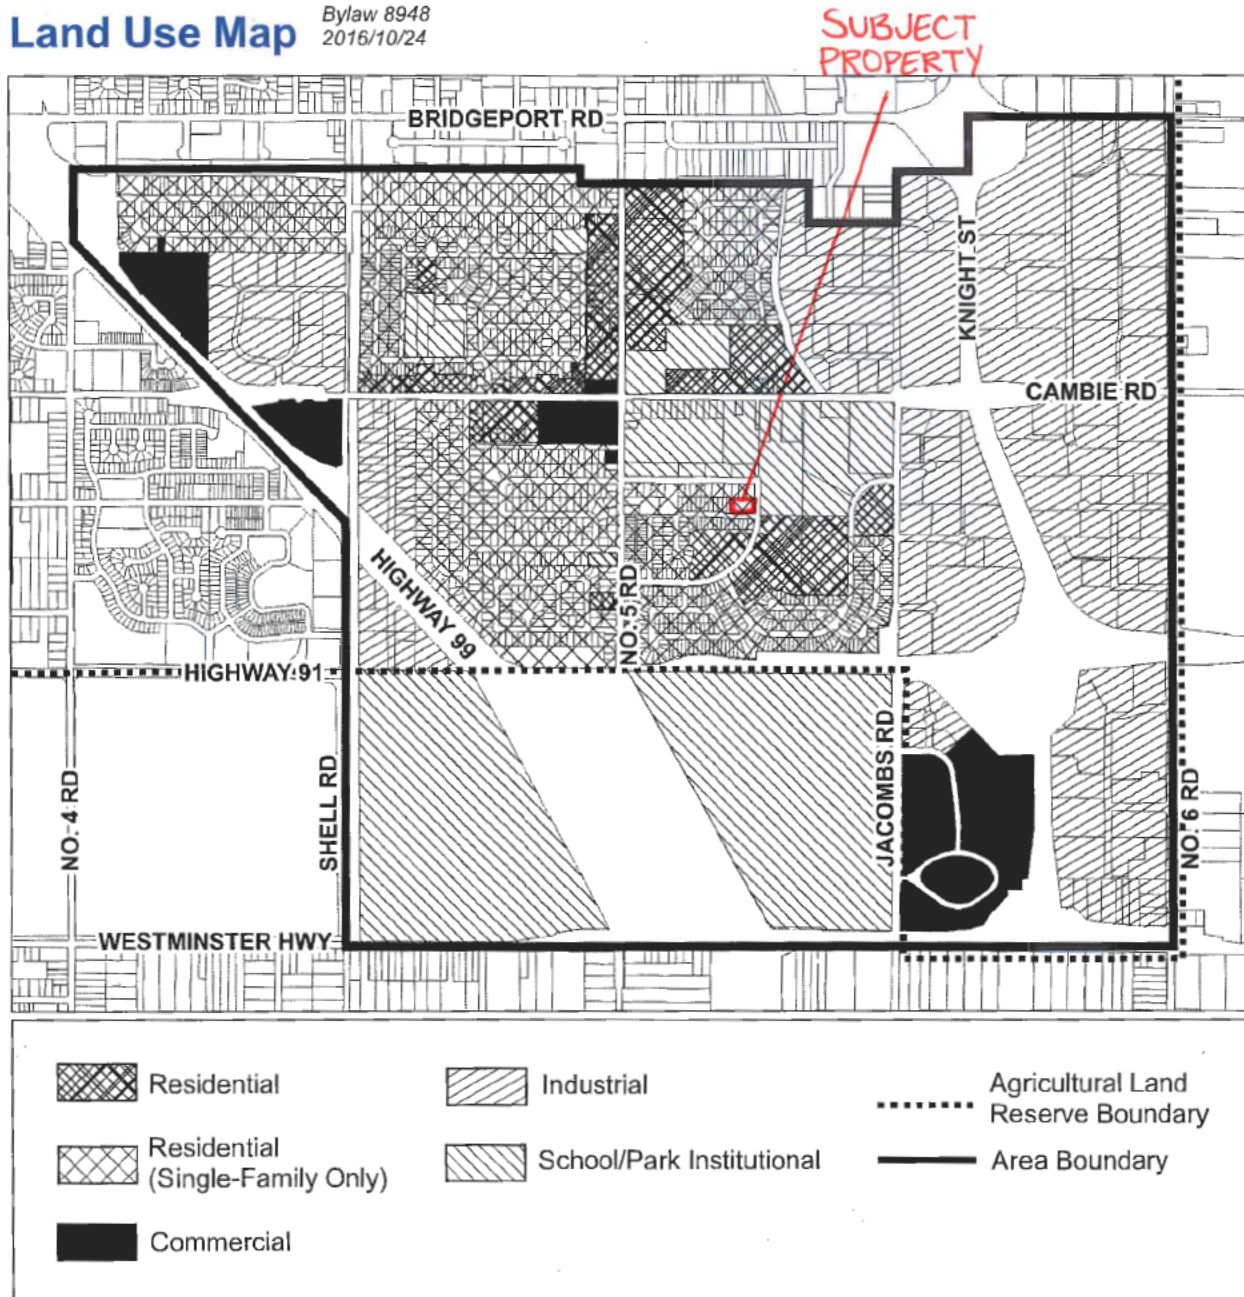 Land Use Map
Bylaw 8948
2016/10/24
SUBJECT
PROPERTY
BRIDGEPORT RD
KNIGHT ST
CAMBIE RD
HIGHWAY 99
NO. 5 RD
HIGHWAY 91
NO. 4 RD
SHELL RD
JACOMBS RD
NO. 6 RD
WESTMINSTER HWY
Residential
Industrial
Agricultural Land
Reserve Boundary
Residential
(Single-Family Only)
School/Park Institutional
Area Boundary
Commercial